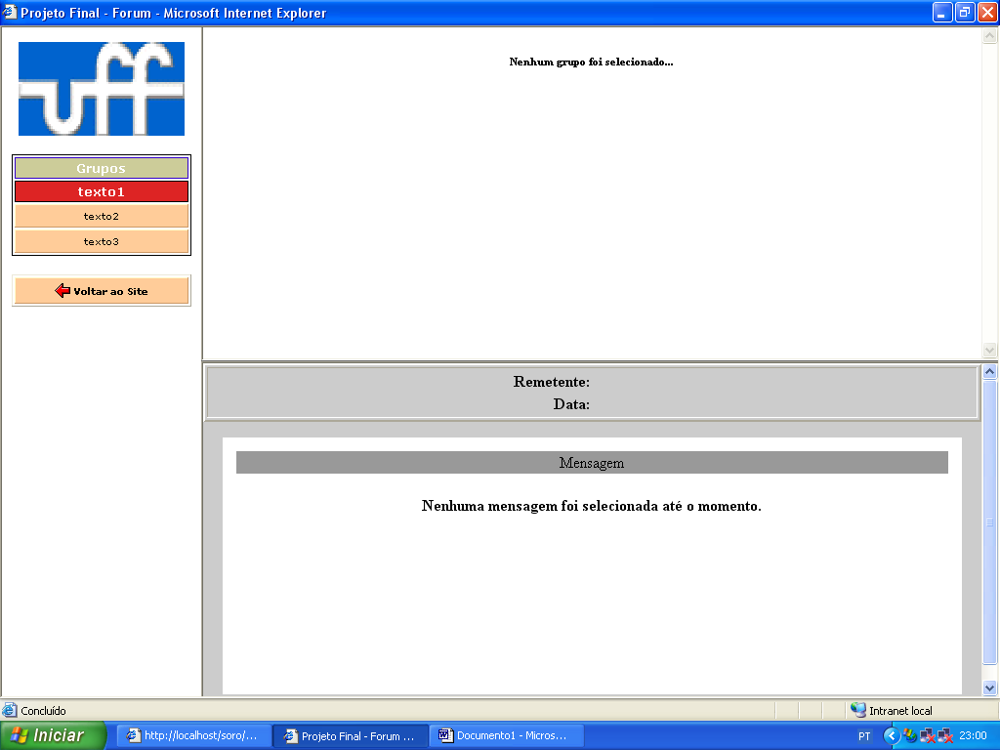 Projeto Final - Forum - Microsoft Internet Explorer
uff
Grupos
texto1
texto2
texto3
Voltar ao Site
Nenhum grupo foi selecionado...
Remetente:
Data:
Mensagem
Nenhuma mensagem foi selecionada até o momento.
Concluído
Intranet local
Iniciar
http://localhost/soro/...
Projeto Final - Forum ...
Documento1 - Micros...
PT
23:00